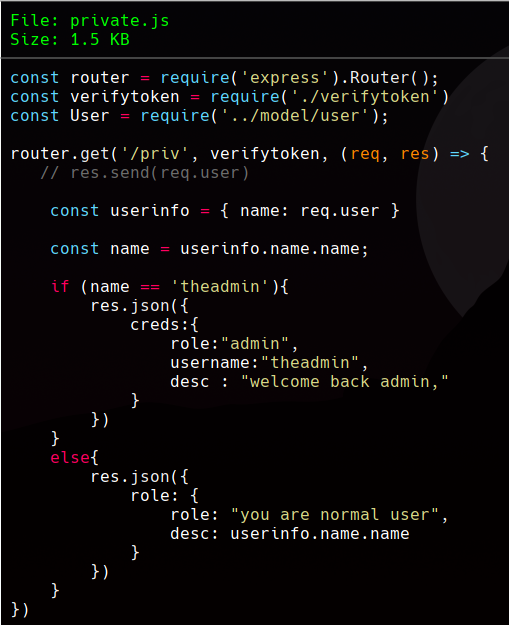 File: private.js
Size: 1.5 KB
const router = require('express').Router();
const verifytoken = require('./verifytoken')
const User = require('../model/user');
router.get('/priv', verifytoken, (req, res) => {
// res.send(req.user)
const userinfo = { name: req.user }
const name = userinfo.name.name;
if (name == 'theadmin'){
res.json({
creds:{
role:"admin",
username:"theadmin",
desc : "welcome back admin,"
}
})
}
else{
res.json({
role: {
role: "you are normal user",
desc: userinfo.name.name
}
})
}
})